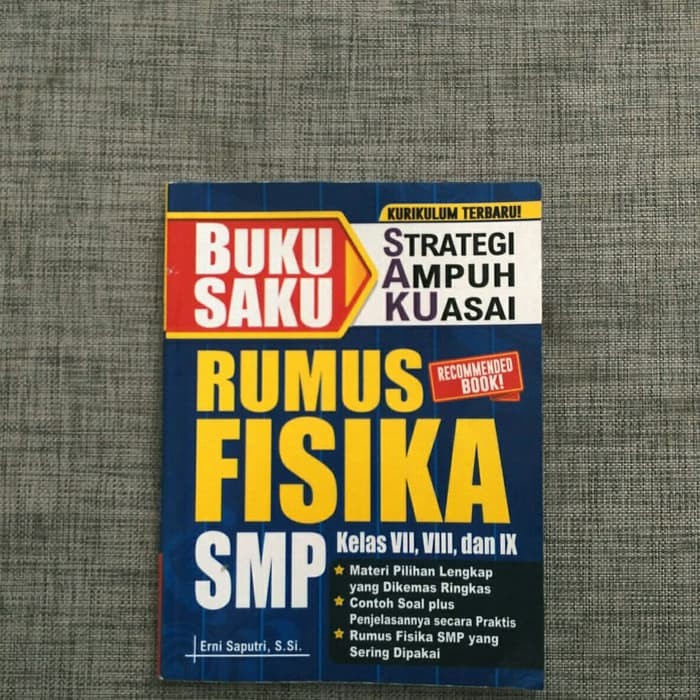 KURIKULUM TERBARU!
BUKU
SAKU
STRATEGI
AMPUH
KUASAI
RUMUS
RECOMMENDED
BOOK!
FISIKA
SMP
Kelas VII, VIII, dan IX
Materi Pilihan Lengkap
yang Dikemas Ringkas
Contoh Soal plus
Penjelasannya secara Praktis
Rumus Fisika SMP yang
Sering Dipakai
Erni Saputri, S.Si.